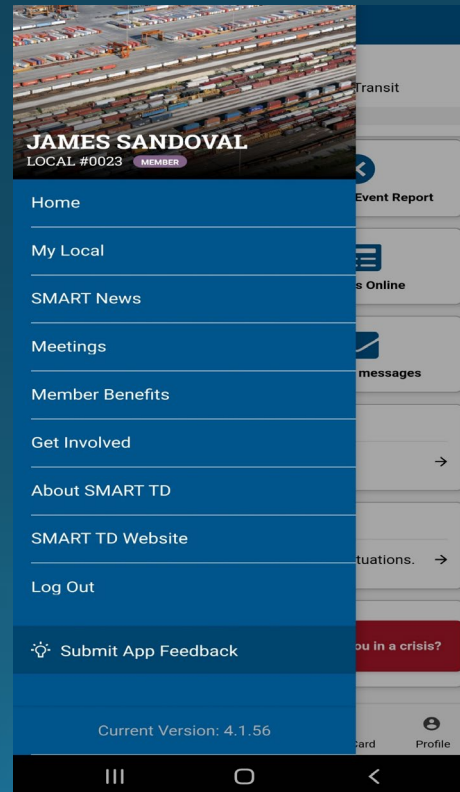 JAMES SANDOVAL
LOCAL #0023 MEMBER
Home
My Local
SMART News
Meetings
Member Benefits
Get Involved
About SMART TD
SMART TD Website
Log Out
Submit App Feedback
Current Version: 4.1.56
Transit
Event Report
s Online
messages
tuations.
ou in a crisis?
Card
Profile